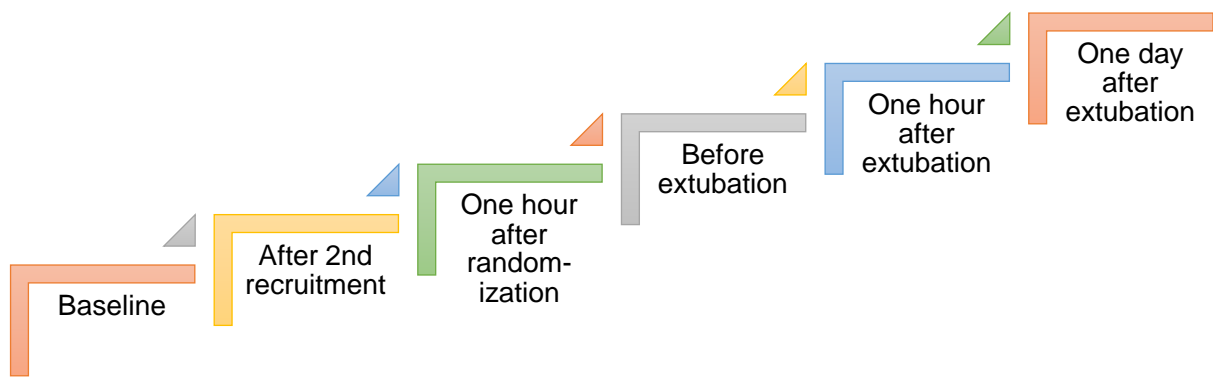 Baseline
After 2nd
recruitment
One hour
after
random-
ization
Before
extubation
One hour
after
extubation
One day
after
extubation